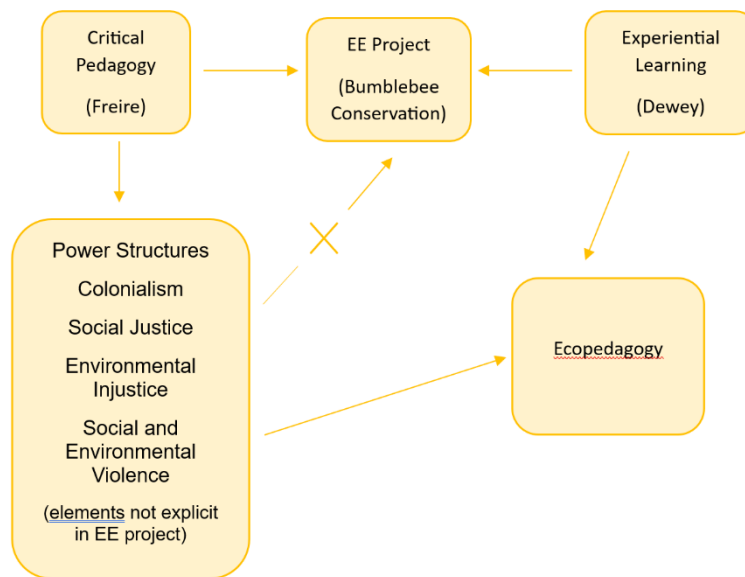 Critical
Pedagogy
(Freire)
EE Project
(Bumblebee
Conservation)
Experiential
Learning
(Dewey)
Power Structures
Colonialism
Social Justice
Environmental
Injustice
Social and
Environmental
Violence
(elements not explicit
in EE project)
Ecopedagogy